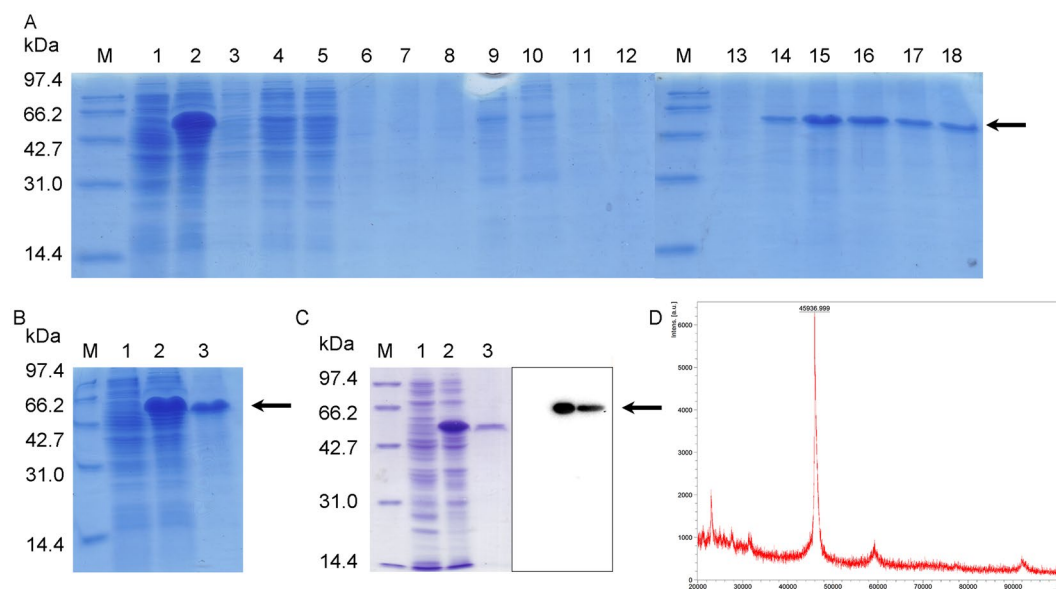 A
kDa M 1 2 3 4 5 6 7 8 9 10 11 12 M 13 14 15 16 17 18
97.4
66.2
42.7
31.0
14.4
B
kDa M 1 2 3
97.4
66.2
42.7
31.0
14.4
C
kDa M 1 2 3
97.4
66.2
42.7
31.0
14.4
D
Intens. [a.u.]
45936.999
6000
5000
4000
3000
2000
1000
0
20000 30000 40000 50000 60000 70000 80000 90000